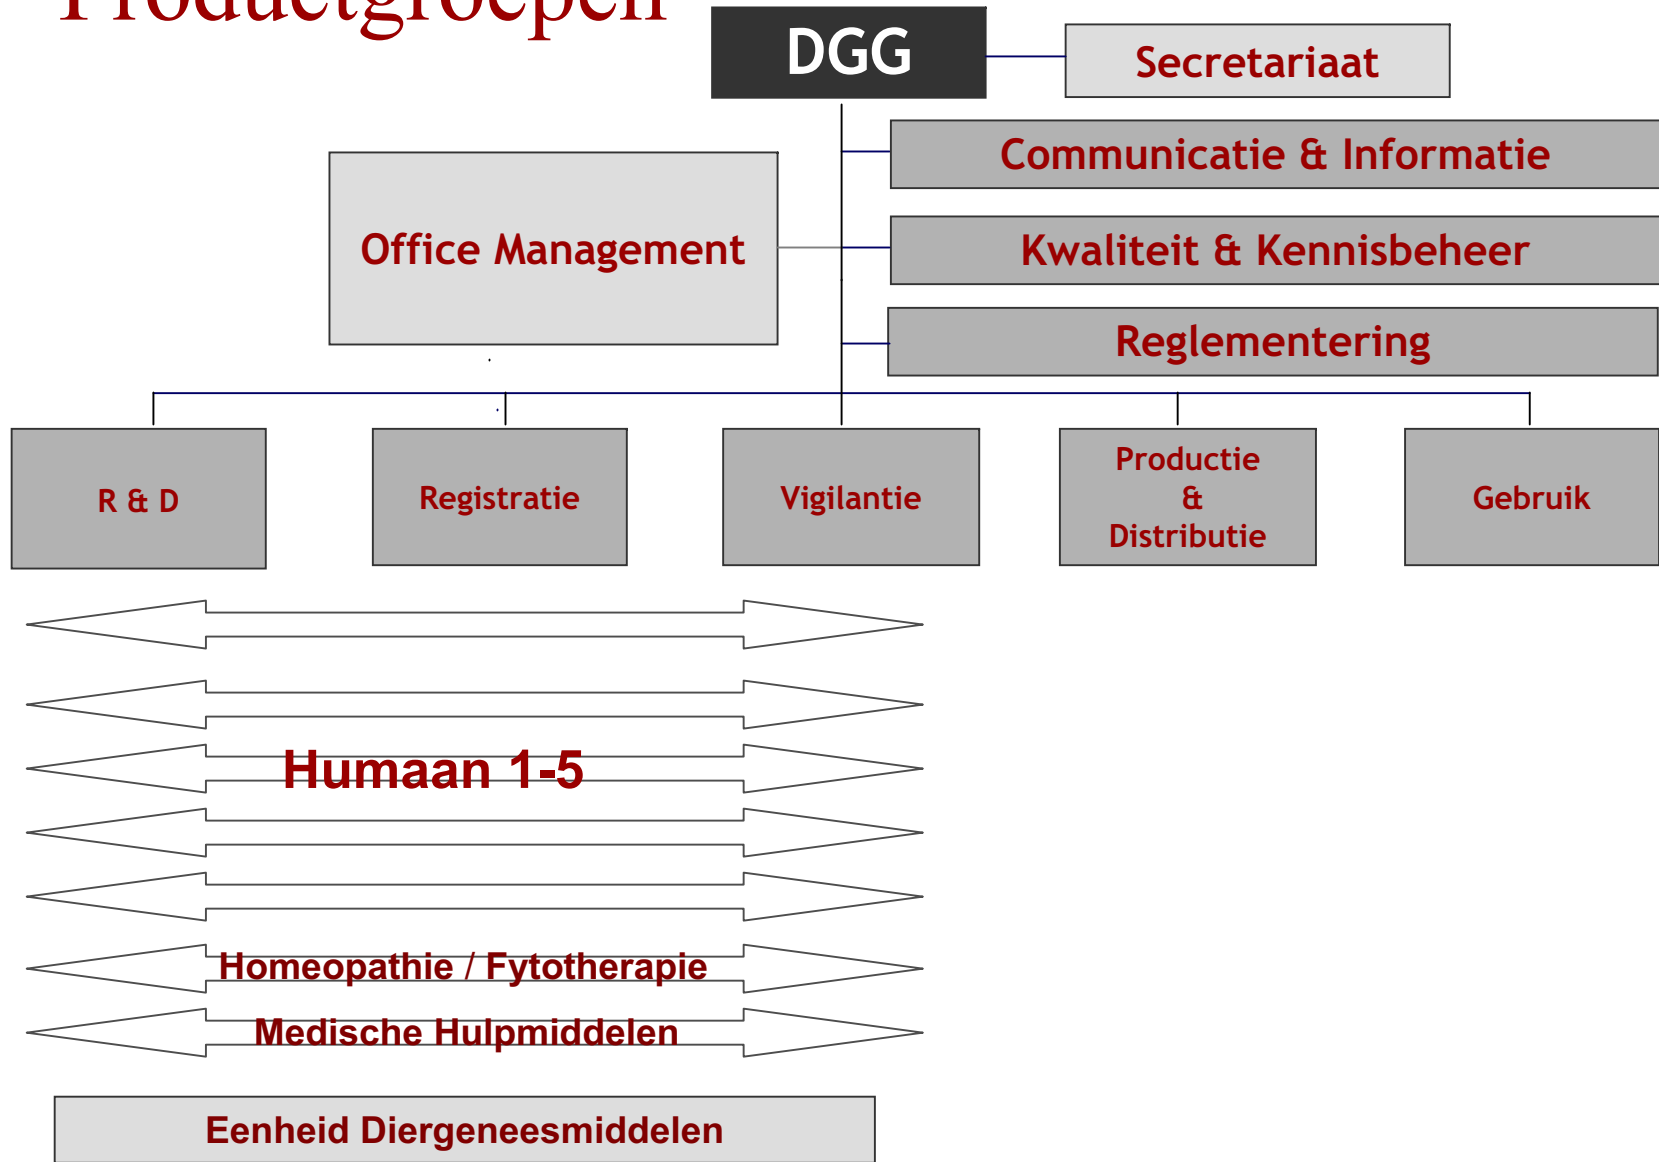 Productgroepen
DGG
Secretariaat
Communicatie & Informatie
Office Management
Kwaliteit & Kennisbeheer
Reglementering
R & D
Registratie
Vigilantie
Productie
&
Distributie
Gebruik
Humaan 1-5
Homeopathie / Fytotherapie
Medische Hulpmiddelen
Eenheid Diergeneesmiddelen